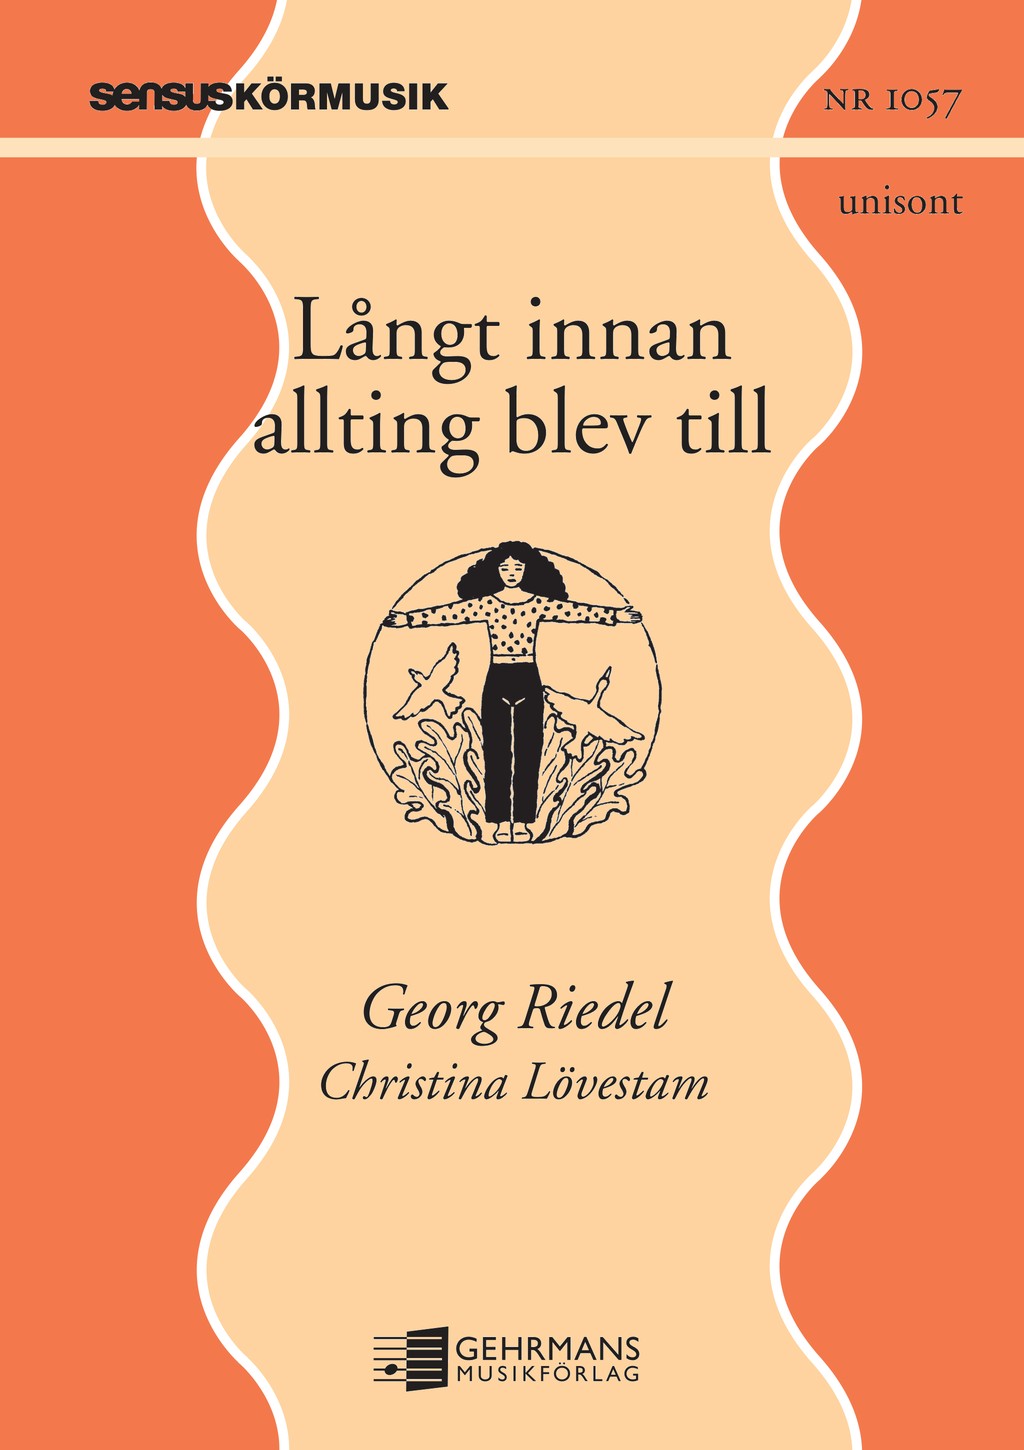 sensusKÖRMUSIK
NR 1057
unisont
Långt innan
allting blev till
Georg Riedel
Christina Lövestam
GEHRMANS
MUSIKFÖRLAG